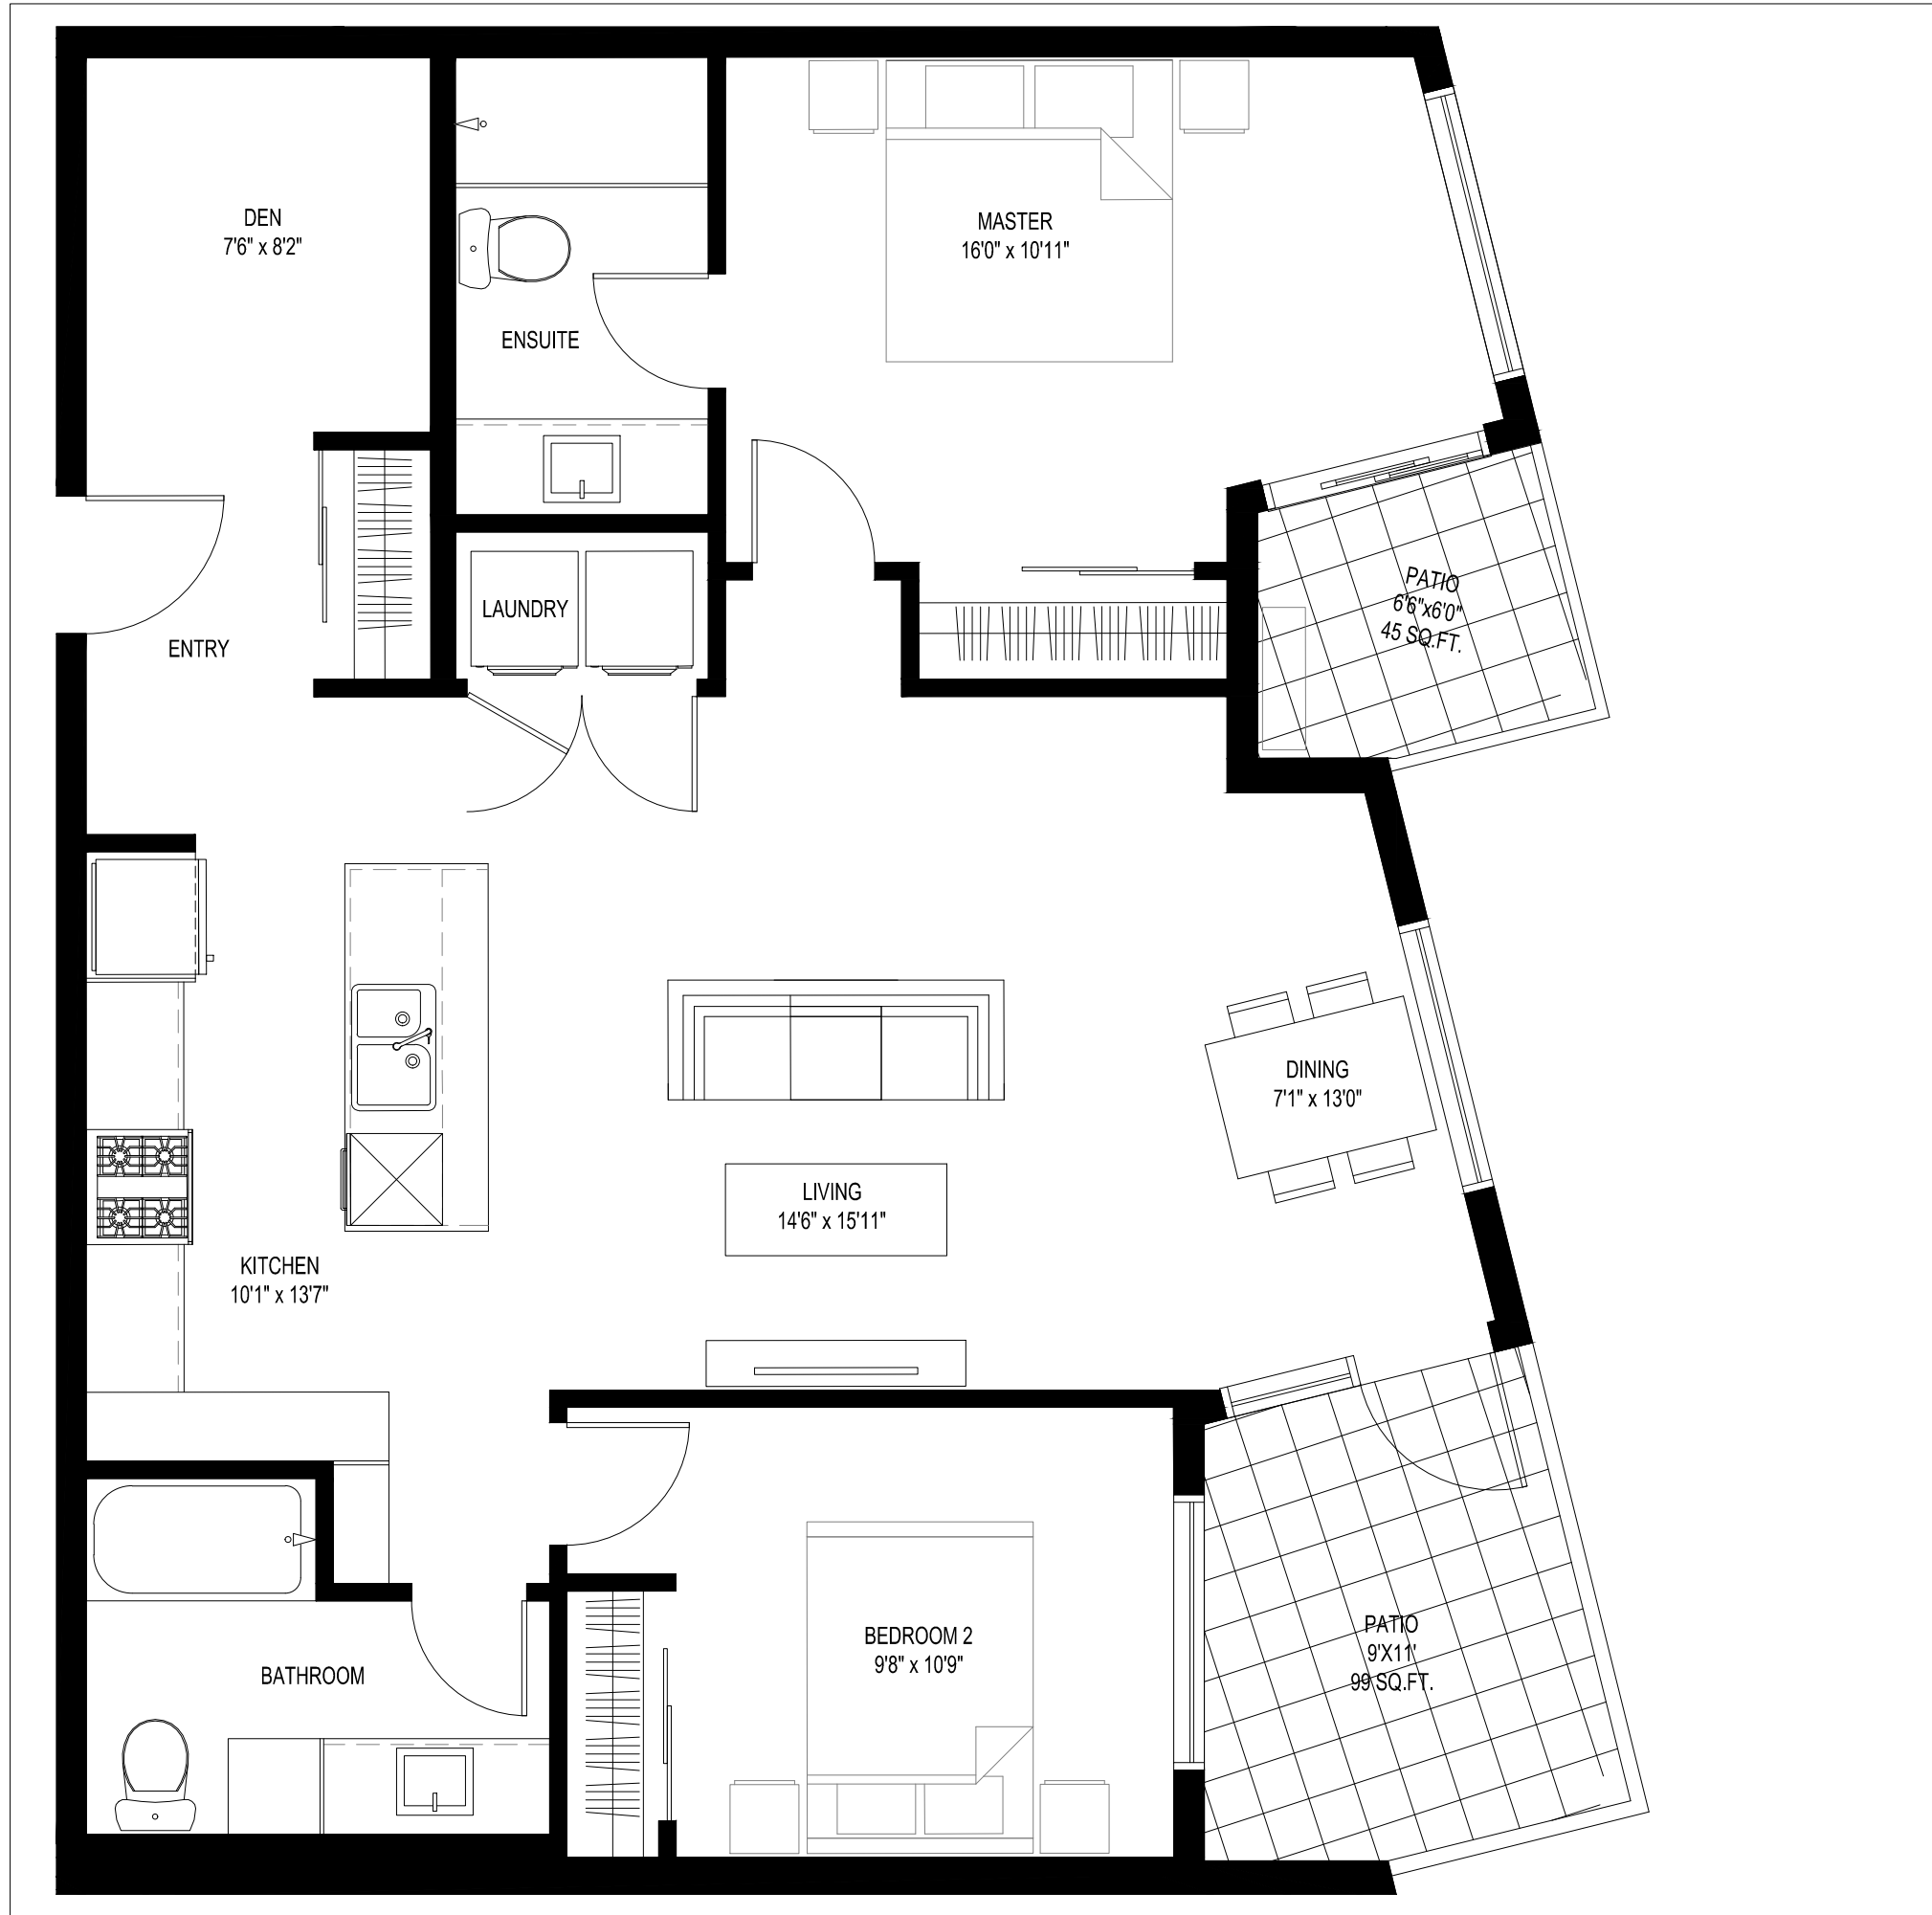 DEN
7'6" x 8'2"
MASTER
16'0" x 10'11"
ENSUITE
PATIO
6'6"x6'0"
45 SQ.FT.
LAUNDRY
ENTRY
DINING
7'1" x 13'0"
LIVING
14'6" x 15'11"
KITCHEN
10'1" x 13'7"
BEDROOM 2
9'8" x 10'9"
PATIO
9'X11'
99 SQ.FT.
BATHROOM